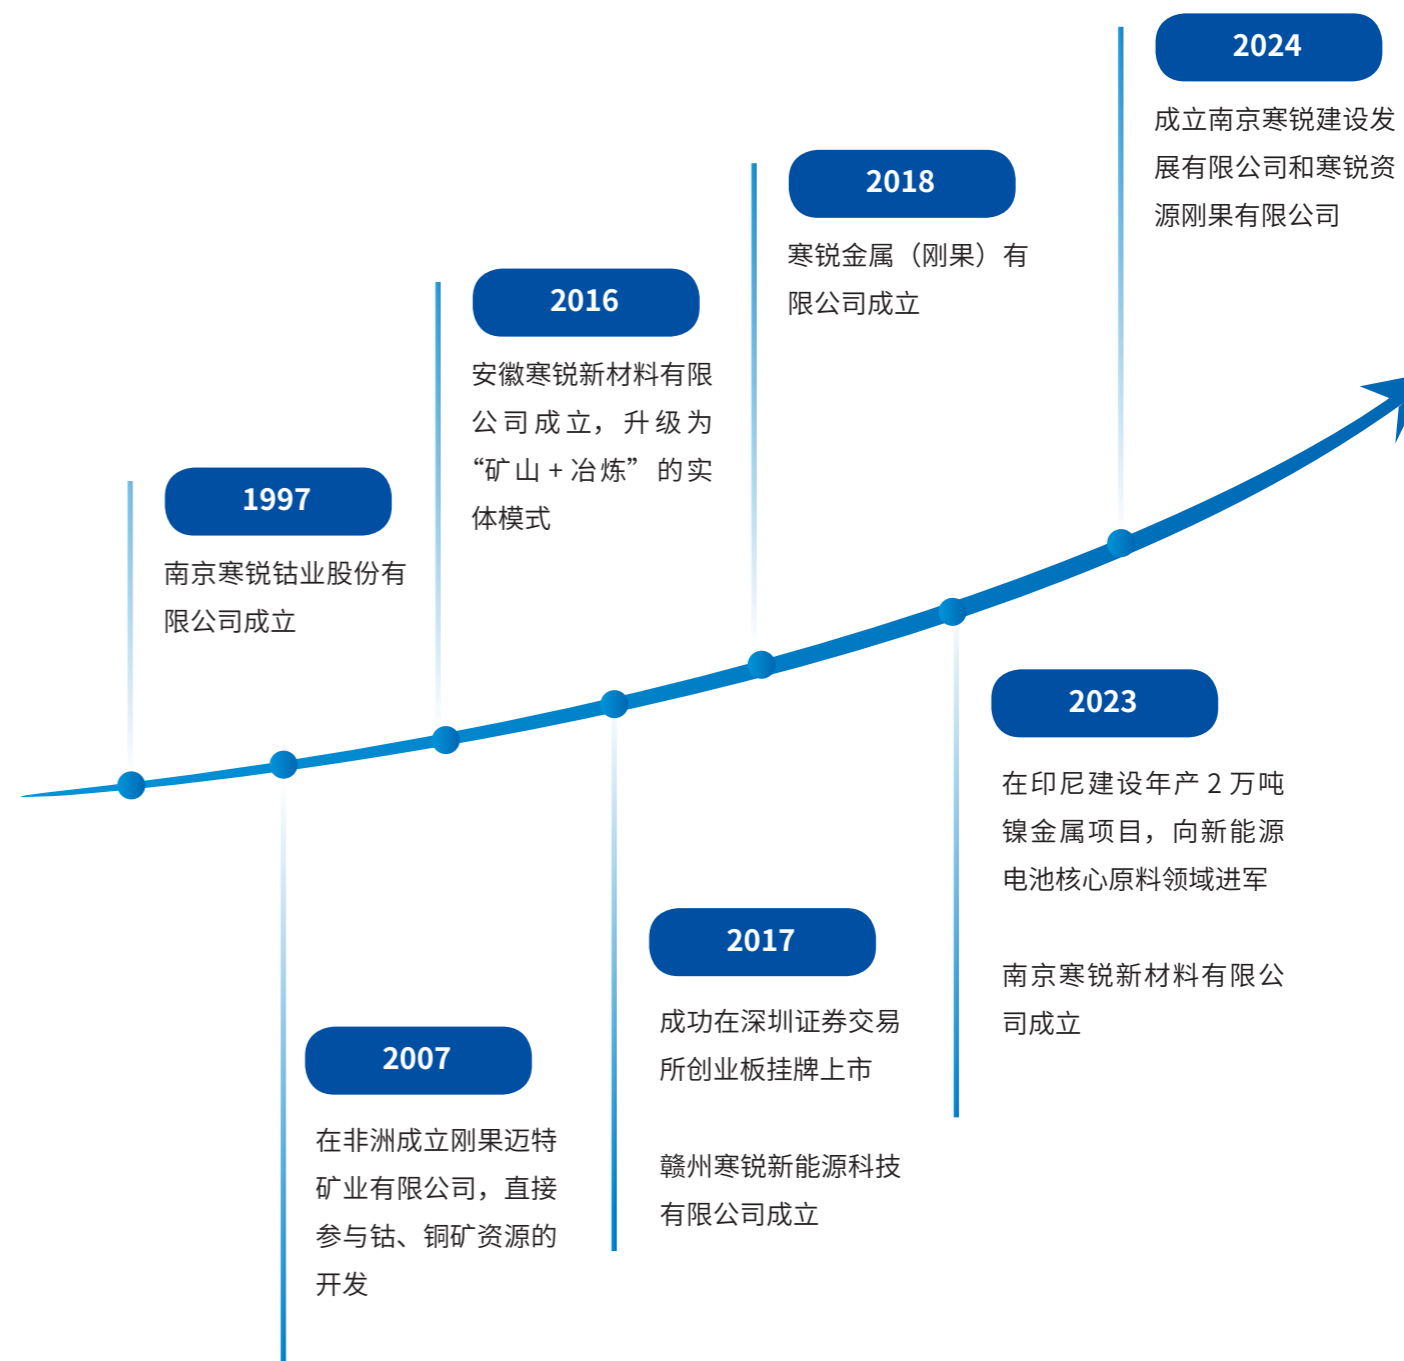 1997
南京寒锐钴业股份有
限公司成立
2007
在非洲成立刚果迈特
矿业有限公司，直接
参与钴、铜矿资源的
开发
2016
安徽寒锐新材料有限
公司成立，升级为
“矿山 + 冶炼”的实
体模式
2017
成功在深圳证券交易
所创业板挂牌上市
赣州寒锐新能源科技
有限公司成立
2018
寒锐金属（刚果）有
限公司成立
2023
在印尼建设年产 2 万吨
镍金属项目，向新能源
电池核心原料领域进军
南京寒锐新材料有限公
司成立
2024
成立南京寒锐建设发
展有限公司和寒锐资
源刚果有限公司